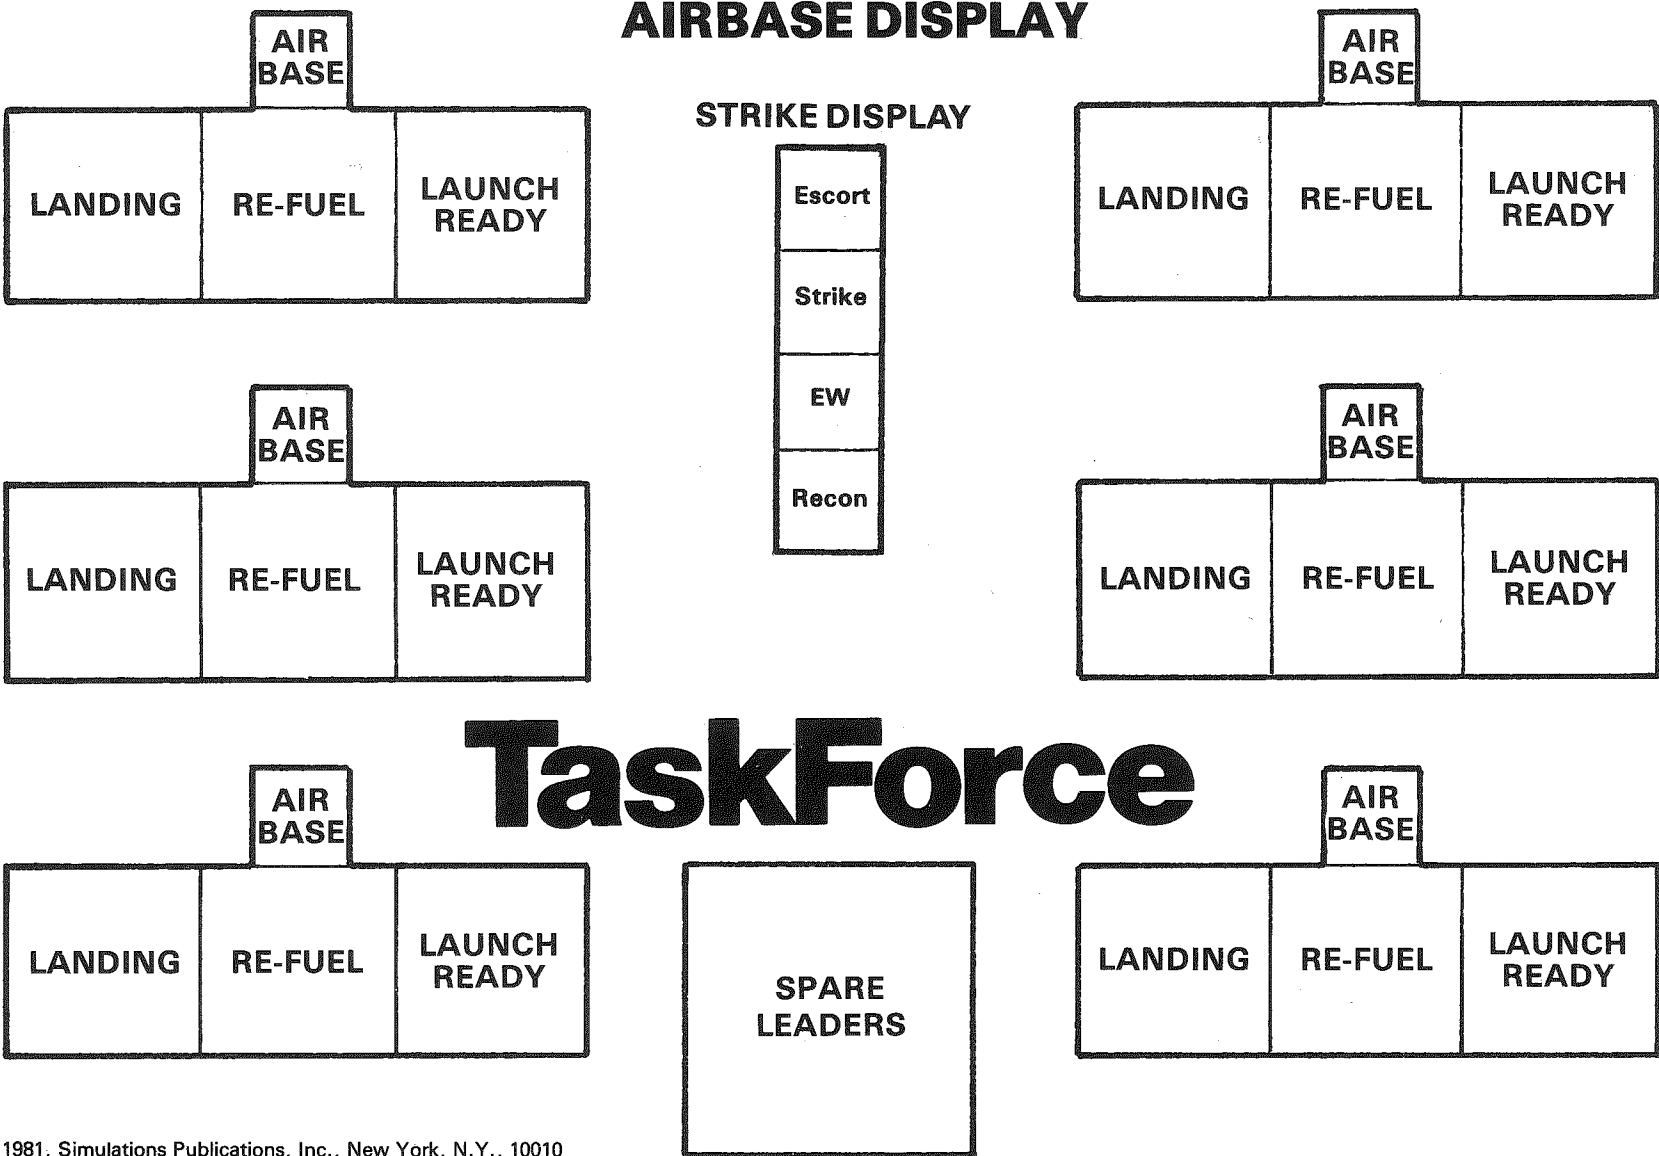 AIRBASE DISPLAY
AIR
BASE
LANDING
RE-FUEL
LAUNCH
READY
STRIKE DISPLAY
Escort
Strike
EW
Recon
AIR
BASE
LANDING
RE-FUEL
LAUNCH
READY
AIR
BASE
LANDING
RE-FUEL
LAUNCH
READY
AIR
BASE
LANDING
RE-FUEL
LAUNCH
READY
TaskForce
AIR
BASE
LANDING
RE-FUEL
LAUNCH
READY
SPARE
LEADERS
AIR
BASE
LANDING
RE-FUEL
LAUNCH
READY
1981, Simulations Publications, Inc., New York, N.Y., 10010